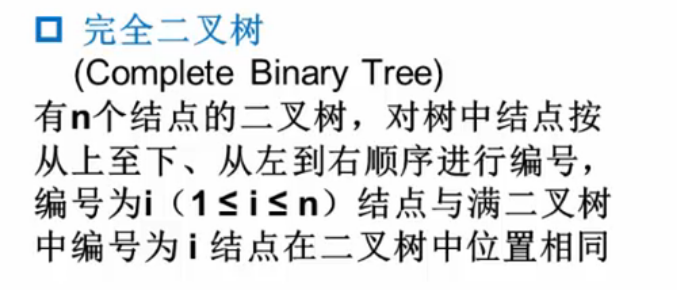 完全二叉树
(Complete Binary Tree)
有n个结点的二叉树，对树中结点按
从上至下、从左到右顺序进行编号，
编号为i（1≤i≤n）结点与满二叉树
中编号为 i 结点在二叉树中位置相同